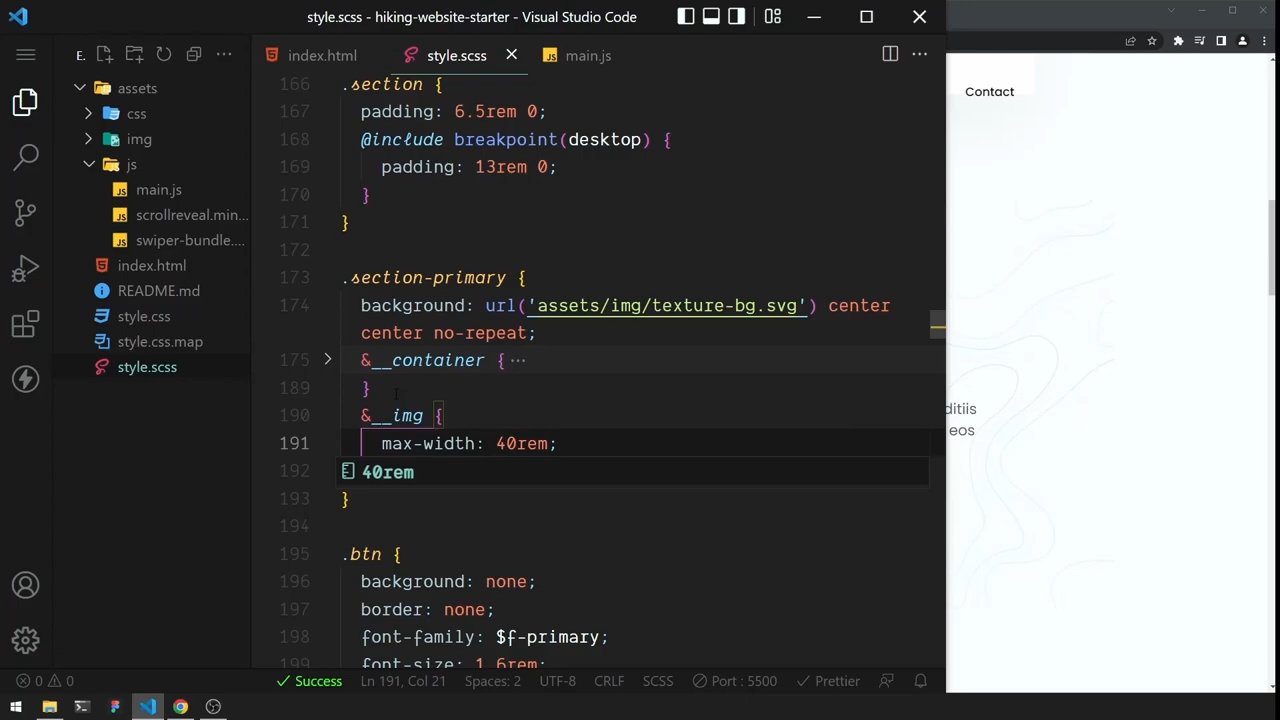 style.scss - hiking-website-starter - Visual Studio Code
E.
index.html
style.scss
main.js
assets
css
img
js
main.js
scrollreveal.min...
swiper-bundle....
index.html
README.md
style.css
style.css.map
style.scss
166 .section {
167 padding: 6.5rem 0;
168 @include breakpoint(desktop) {
169 padding: 13rem 0;
170 }
171 }
172
173 .section-primary {
174 background: url('assets/img/texture-bg.svg') center
center no-repeat;
175 &__container { ...
189 }
190 &__img {
191 max-width: 40rem;
192 40rem
193 }
194
195 .btn {
196 background: none;
197 border: none;
198 font-family: $f-primary;
199 font-size: 1.6rem;
Contact
ditiis
eos
0 0 Success Ln 191, Col 21 Spaces: 2 UTF-8 CRLF SCSS Port : 5500 Prettier